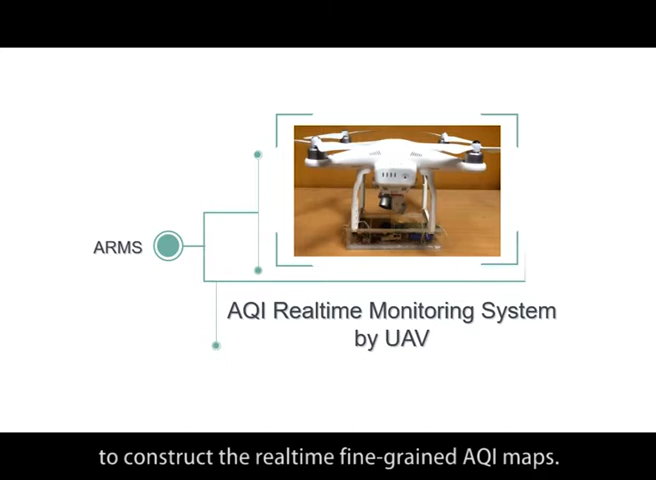 ARMS
AQI Realtime Monitoring System
by UAV
to construct the realtime fine-grained AQI maps.